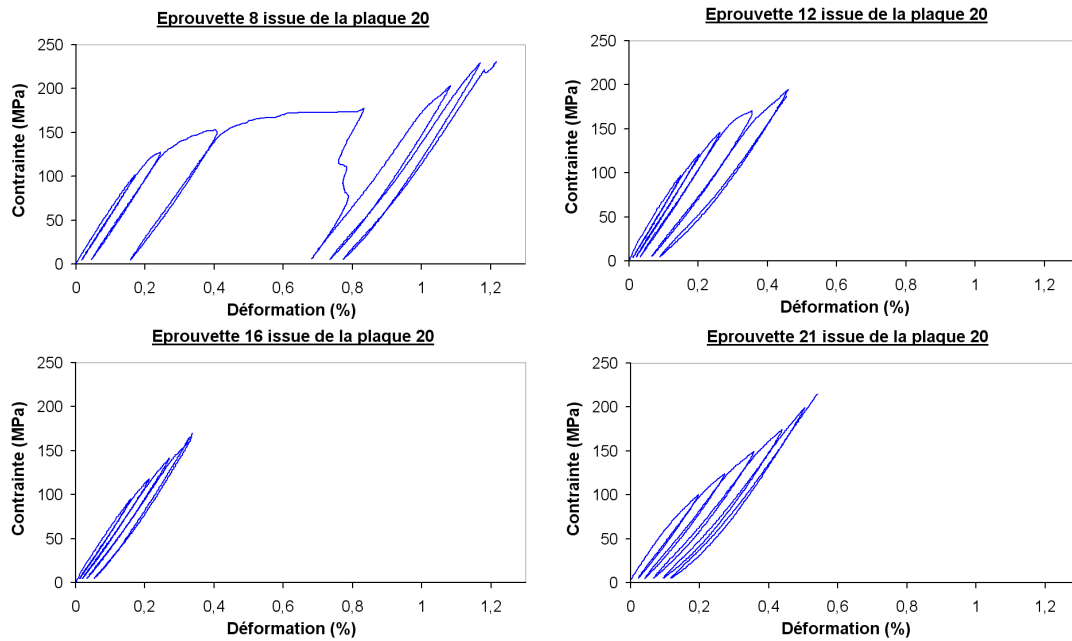 Eprouvette 8 issue de la plaque 20
Contrainte (MPa)
250
200
150
100
50
0
0 0,2 0,4 0,6 0,8 1 1,2
Déformation (%)
Eprouvette 12 issue de la plaque 20
Contrainte (MPa)
250
200
150
100
50
0
0 0,2 0,4 0,6 0,8 1 1,2
Déformation (%)
Eprouvette 16 issue de la plaque 20
Contrainte (MPa)
250
200
150
100
50
0
0 0,2 0,4 0,6 0,8 1 1,2
Déformation (%)
Eprouvette 21 issue de la plaque 20
Contrainte (MPa)
250
200
150
100
50
0
0 0,2 0,4 0,6 0,8 1 1,2
Déformation (%)